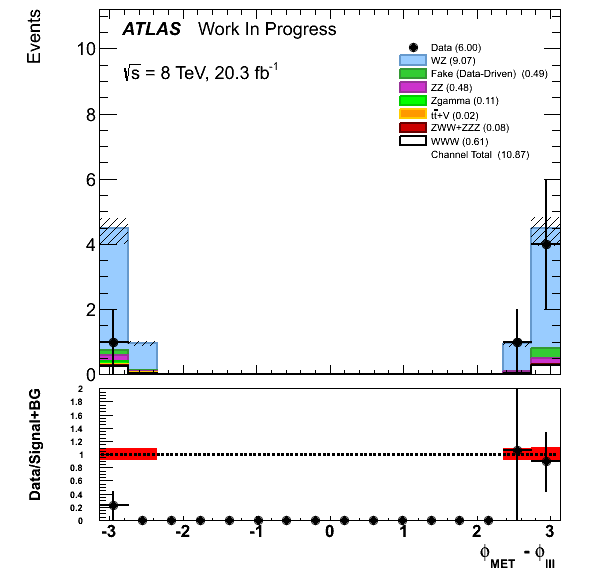 Events
ATLAS Work In Progress
√s = 8 TeV, 20.3 fb-1
Data (6.00)
WZ (9.07)
Fake (Data-Driven) (0.49)
ZZ (0.48)
Zgamma (0.11)
tt̄+V (0.02)
ZWW+ZZZ (0.08)
WWW (0.61)
Channel Total (10.87)
10
8
6
4
2
0
Data/Signal+BG
2
1.8
1.6
1.4
1.2
1
0.8
0.6
0.4
0.2
0
-3 -2 -1 0 1 2 3
ϕMET - ϕlll